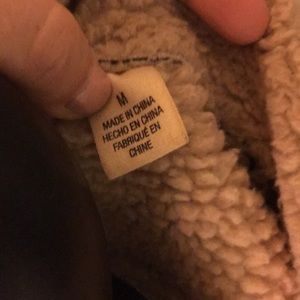 M
MADE IN CHINA
HECHO EN CHINA
FABRIQUÉ EN
CHINE